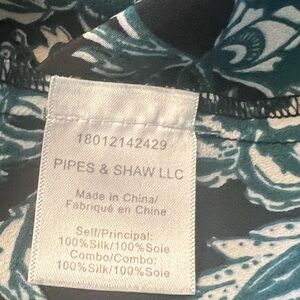 18012142429
PIPES & SHAW LLC
Made in China/
Fabriqué en Chine
Self/Principal:
100%Silk/100%Soie
Combo/Combo:
100%Silk/100%Soie